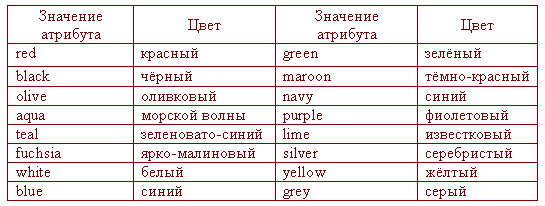 Значение атрибута Цвет Значение атрибута Цвет
red красный green зелёный
black чёрный maroon тёмно-красный
olive оливковый navy синий
aqua морской волны purple фиолетовый
teal зеленовато-синий lime известковый
fuchsia ярко-малиновый silver серебристый
white белый yellow жёлтый
blue синий grey серый